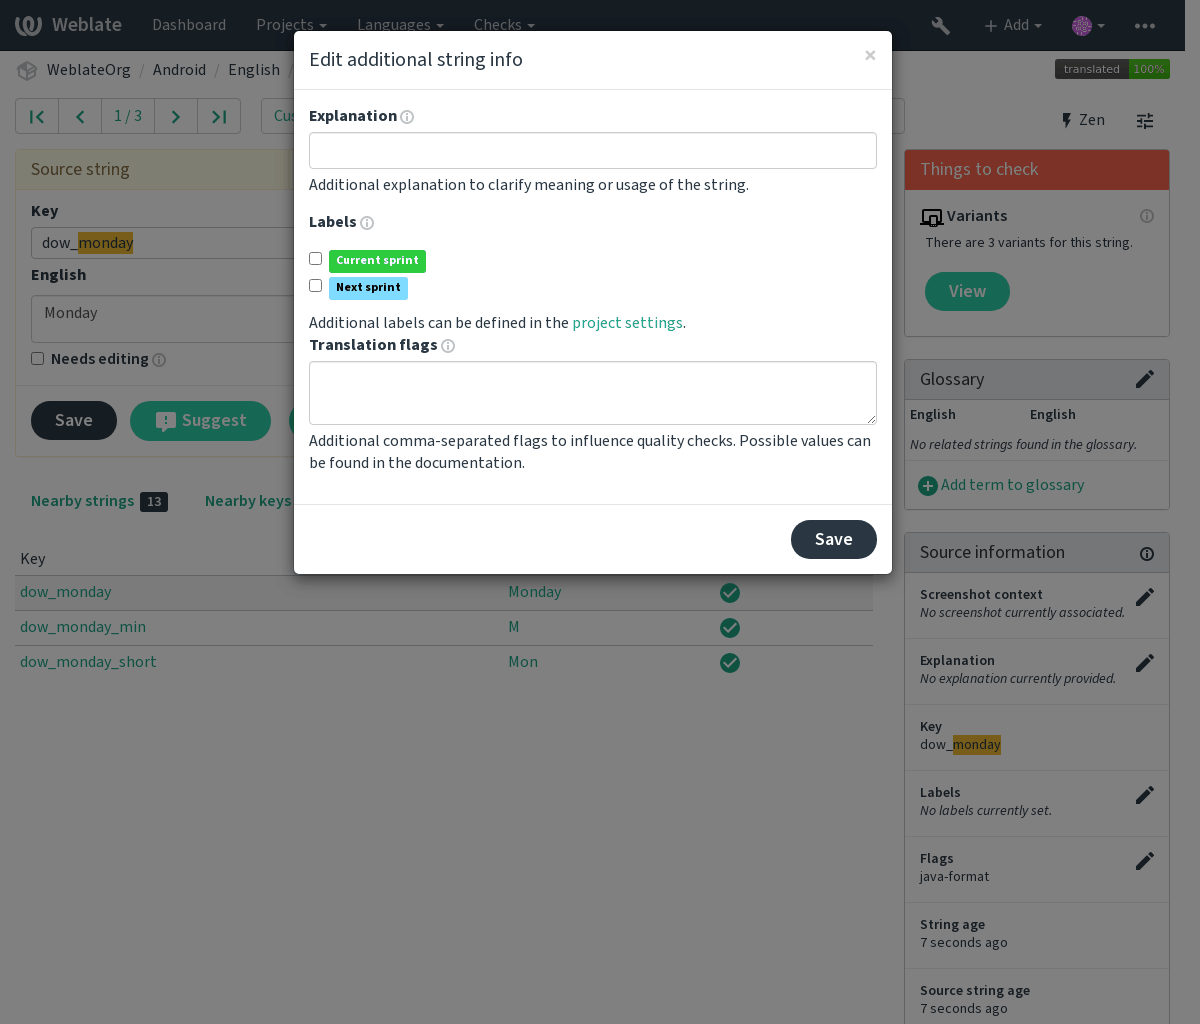 Weblate Dashboard Projects Languages Checks Add
WeblateOrg / Android / English /
translated 100%
1 / 3
Zen
Edit additional string info
×
Explanation
Additional explanation to clarify meaning or usage of the string.
Labels
Current sprint
Next sprint
Additional labels can be defined in the project settings.
Translation flags
Additional comma-separated flags to influence quality checks. Possible values can
be found in the documentation.
Save
Source string
Key
dow_monday
English
Monday
Needs editing
Save
Suggest
Nearby strings 13
Nearby keys
Key
dow_monday Monday
dow_monday_min M
dow_monday_short Mon
Things to check
Variants
There are 3 variants for this string.
View
Glossary
English English
No related strings found in the glossary.
Add term to glossary
Source information
Screenshot context
No screenshot currently associated.
Explanation
No explanation currently provided.
Key
dow_monday
Labels
No labels currently set.
Flags
java-format
String age
7 seconds ago
Source string age
7 seconds ago